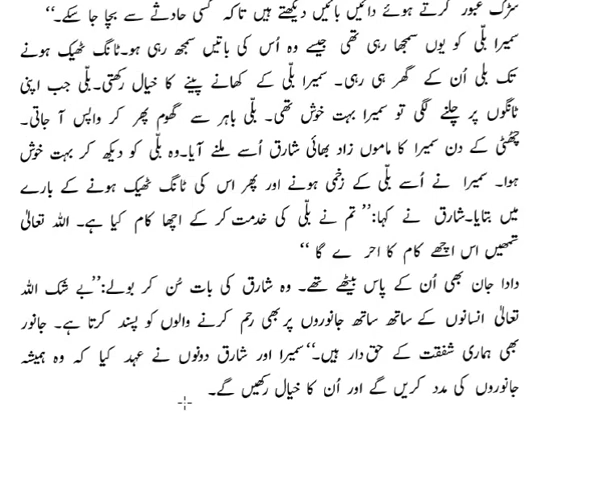 سڑک عبور کرتے ہوئے دائیں بائیں دیکھتے ہیں تاکہ کسی حادثے سے بچا جا سکے۔‘‘
سمیرا بلّی کو یوں سمجھا رہی تھی جیسے وہ اُس کی باتیں سمجھ رہی ہو۔ٹانگ ٹھیک ہونے
تک بلی اُن کے گھر ہی رہی۔ سمیرا بلّی کے کھانے پینے کا خیال رکھتی۔بلّی جب اپنی
ٹانگوں پر چلنے لگی تو سمیرا بہت خوش تھی۔ بلّی باہر سے گھوم پھر کر واپس آ جاتی۔
چھٹی کے دن سمیرا کا ماموں زاد بھائی شارق اُسے ملنے آیا۔وہ بلّی کو دیکھ کر بہت خوش
ہوا۔ سمیرا نے اُسے بلّی کے زخمی ہونے اور پھر اس کی ٹانگ ٹھیک ہونے کے بارے
میں بتایا۔شارق نے کہا:’’ تم نے بلّی کی خدمت کر کے اچھا کام کیا ہے۔ اللہ تعالیٰ
تمھیں اس اچھے کام کا اجر دے گا ‘‘
دادا جان بھی اُن کے پاس بیٹھے تھے۔ وہ شارق کی بات سُن کر بولے:’’بے شک اللہ
تعالیٰ انسانوں کے ساتھ ساتھ جانوروں پر بھی رحم کرنے والوں کو پسند کرتا ہے۔ جانور
بھی ہماری شفقت کے حق دار ہیں۔‘‘سمیرا اور شارق دونوں نے عہد کیا کہ وہ ہمیشہ
جانوروں کی مدد کریں گے اور اُن کا خیال رکھیں گے۔